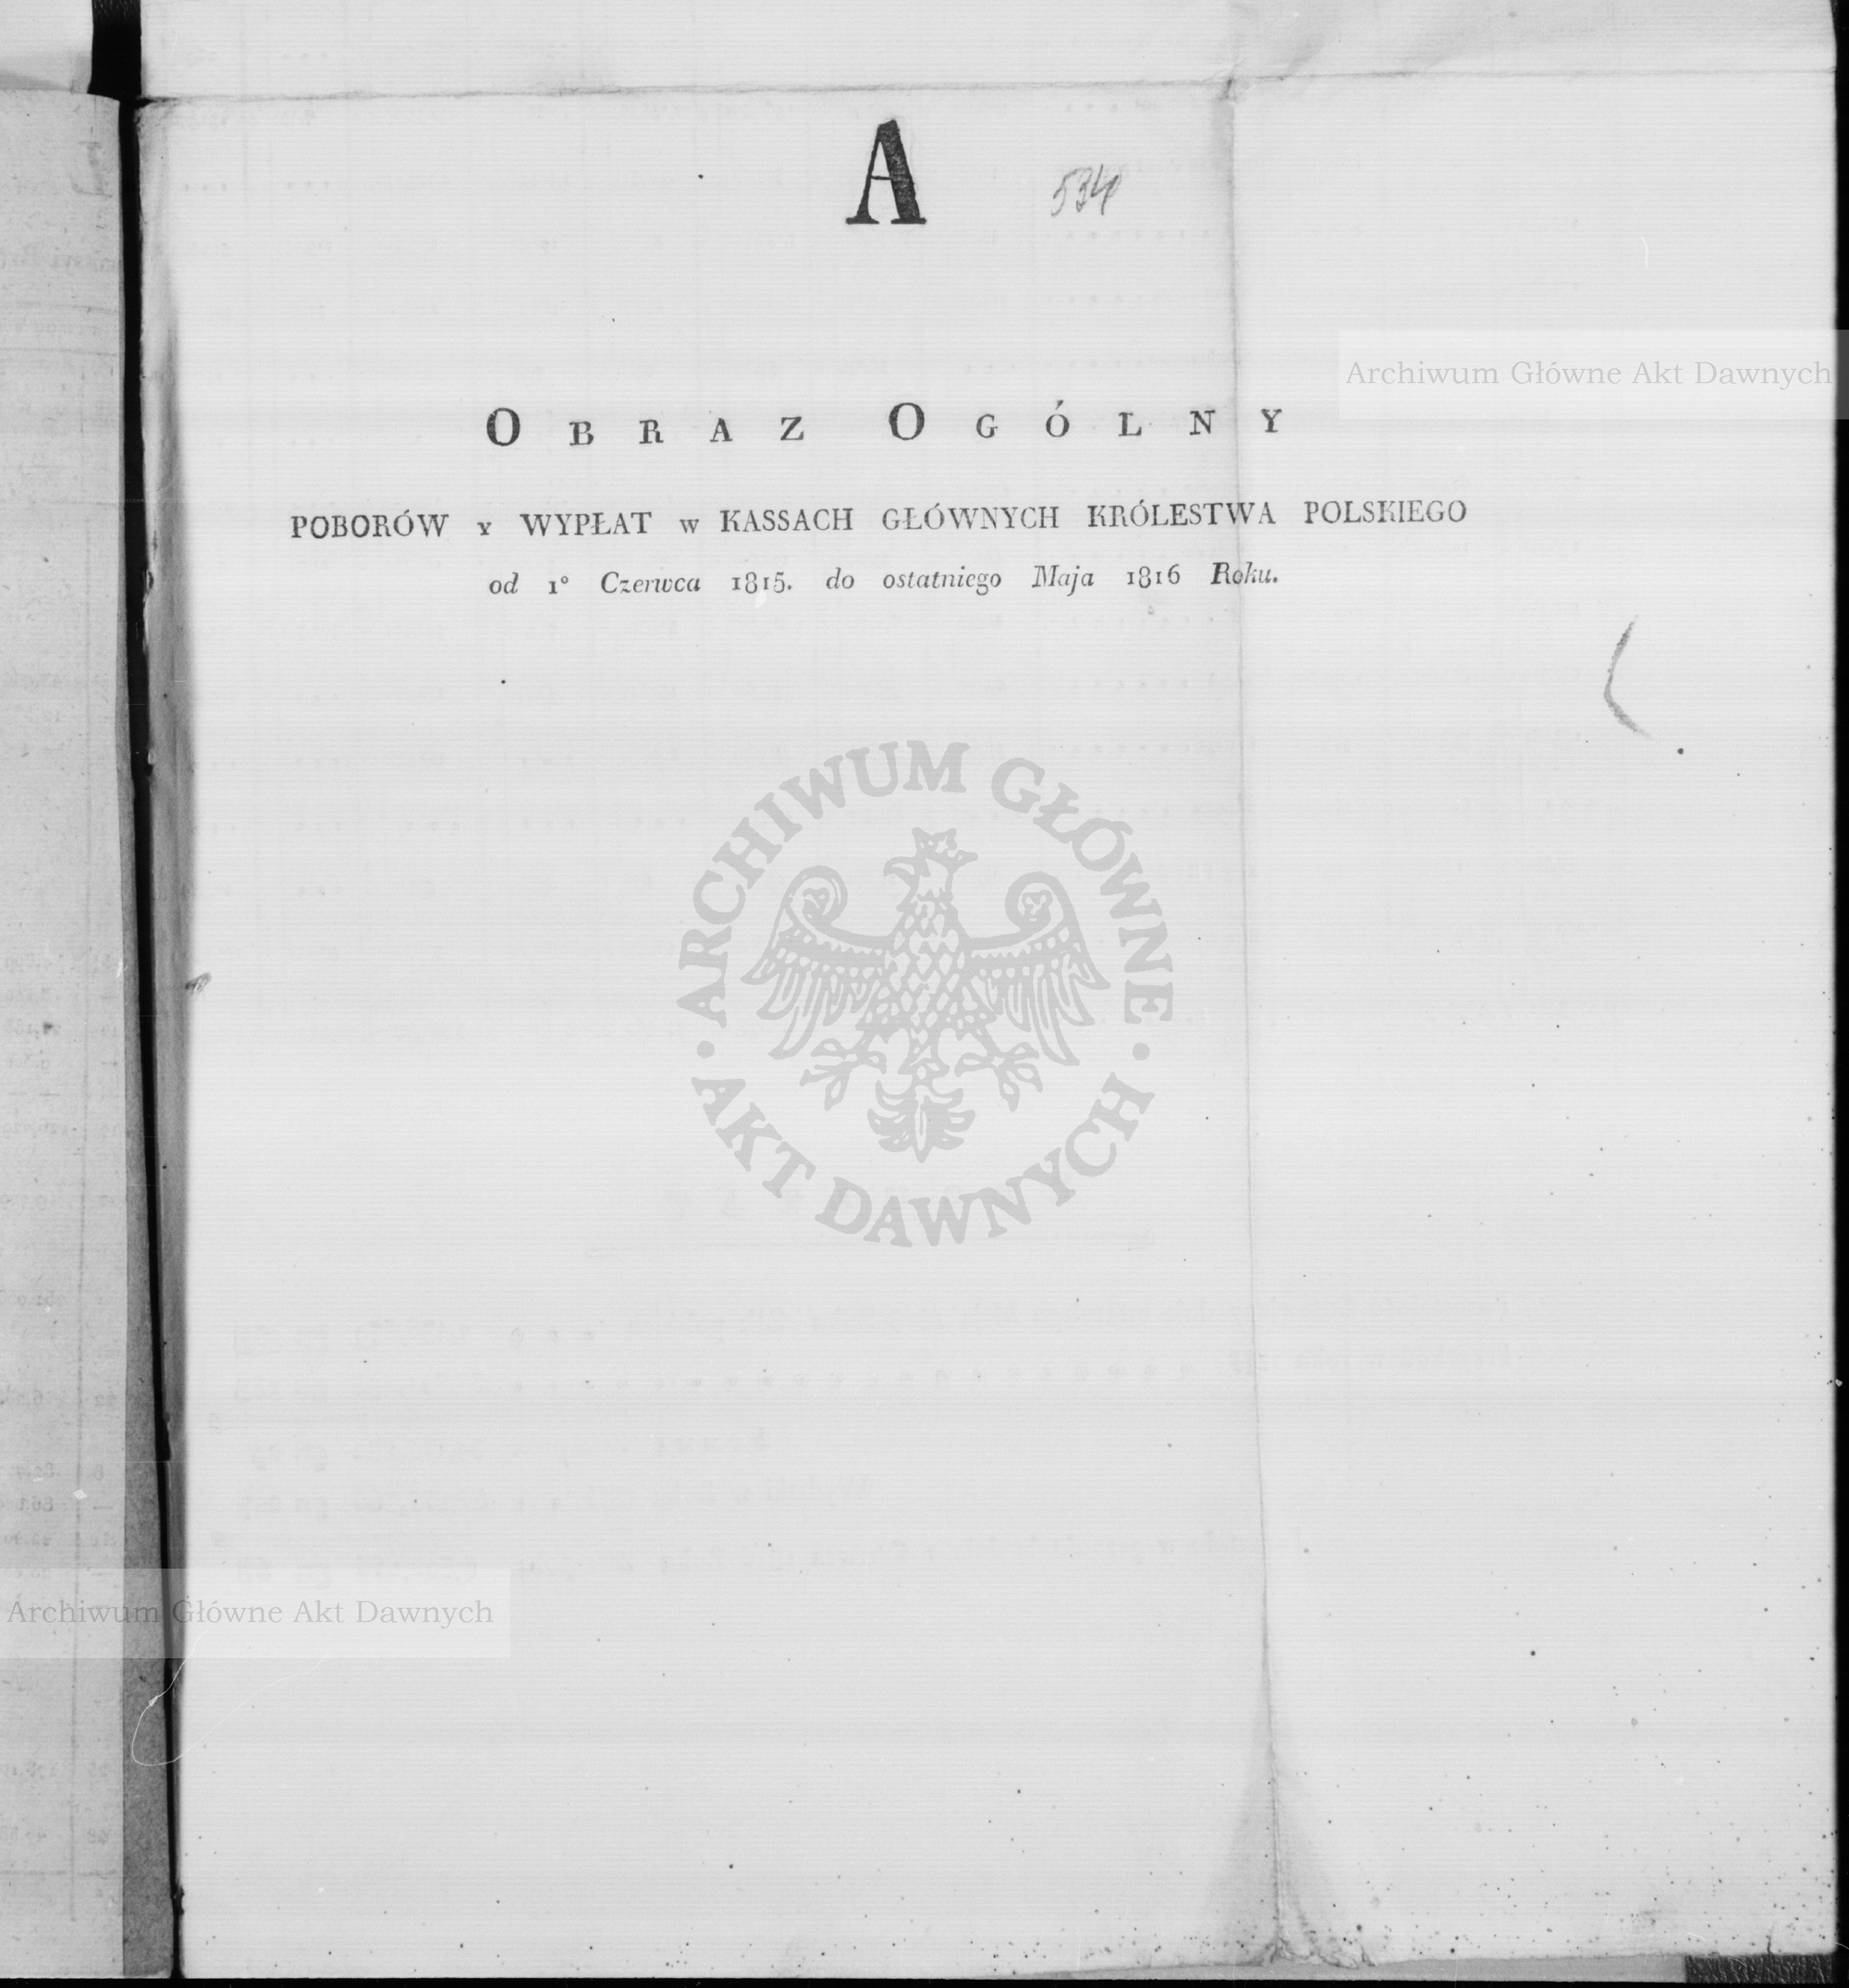 A
534
OBRAZ OGÓLNY
POBORÓW Y WYPŁAT W KASSACH GŁÓWNYCH KRÓLESTWA POLSKIEGO
od 1° Czerwca 1815. do ostatniego Maja 1816 Roku.
Archiwum Główne Akt Dawnych
ARCHIWUM GŁÓWNE · AKT DAWNYCH ·
Archiwum Główne Akt Dawnych